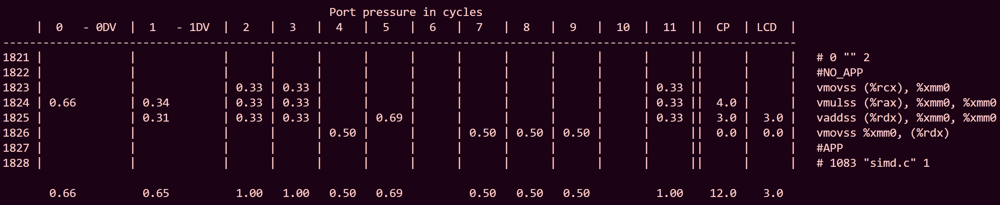 Port pressure in cycles
     |  0   - 0DV  |  1   - 1DV  |  2   |  3   |  4   |  5   |  6   |  7   |  8   |  9   |  10  |  11  ||  CP  | LCD  |
-----------------------------------------------------------------------------------------------------------------------
1821 |             |             |      |      |      |      |      |      |      |      |      |      ||      |      |   # 0 "" 2
1822 |             |             |      |      |      |      |      |      |      |      |      |      ||      |      |   #NO_APP
1823 |             |             | 0.33 | 0.33 |      |      |      |      |      |      |      | 0.33 ||      |      |   vmovss (%rcx), %xmm0
1824 | 0.66        | 0.34        | 0.33 | 0.33 |      |      |      |      |      |      |      | 0.33 ||  4.0 |      |   vmulss (%rax), %xmm0, %xmm0
1825 |             | 0.31        | 0.33 | 0.33 |      | 0.69 |      |      |      |      |      | 0.33 ||  3.0 |  3.0 |   vaddss (%rdx), %xmm0, %xmm0
1826 |             |             |      |      | 0.50 |      |      | 0.50 | 0.50 | 0.50 |      |      ||  0.0 |  0.0 |   vmovss %xmm0, (%rdx)
1827 |             |             |      |      |      |      |      |      |      |      |      |      ||      |      |   #APP
1828 |             |             |      |      |      |      |      |      |      |      |      |      ||      |      |   # 1083 "simd.c" 1
       0.66          0.65          1.00   1.00   0.50   0.69          0.50   0.50   0.50          1.00    12.0    3.0